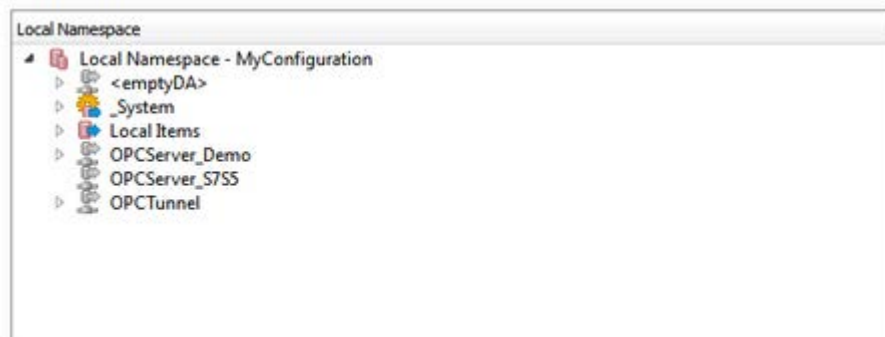 Local Namespace
Local Namespace - MyConfiguration
<emptyDA>
_System
Local Items
OPCServer_Demo
OPCServer_S7S5
OPCTunnel